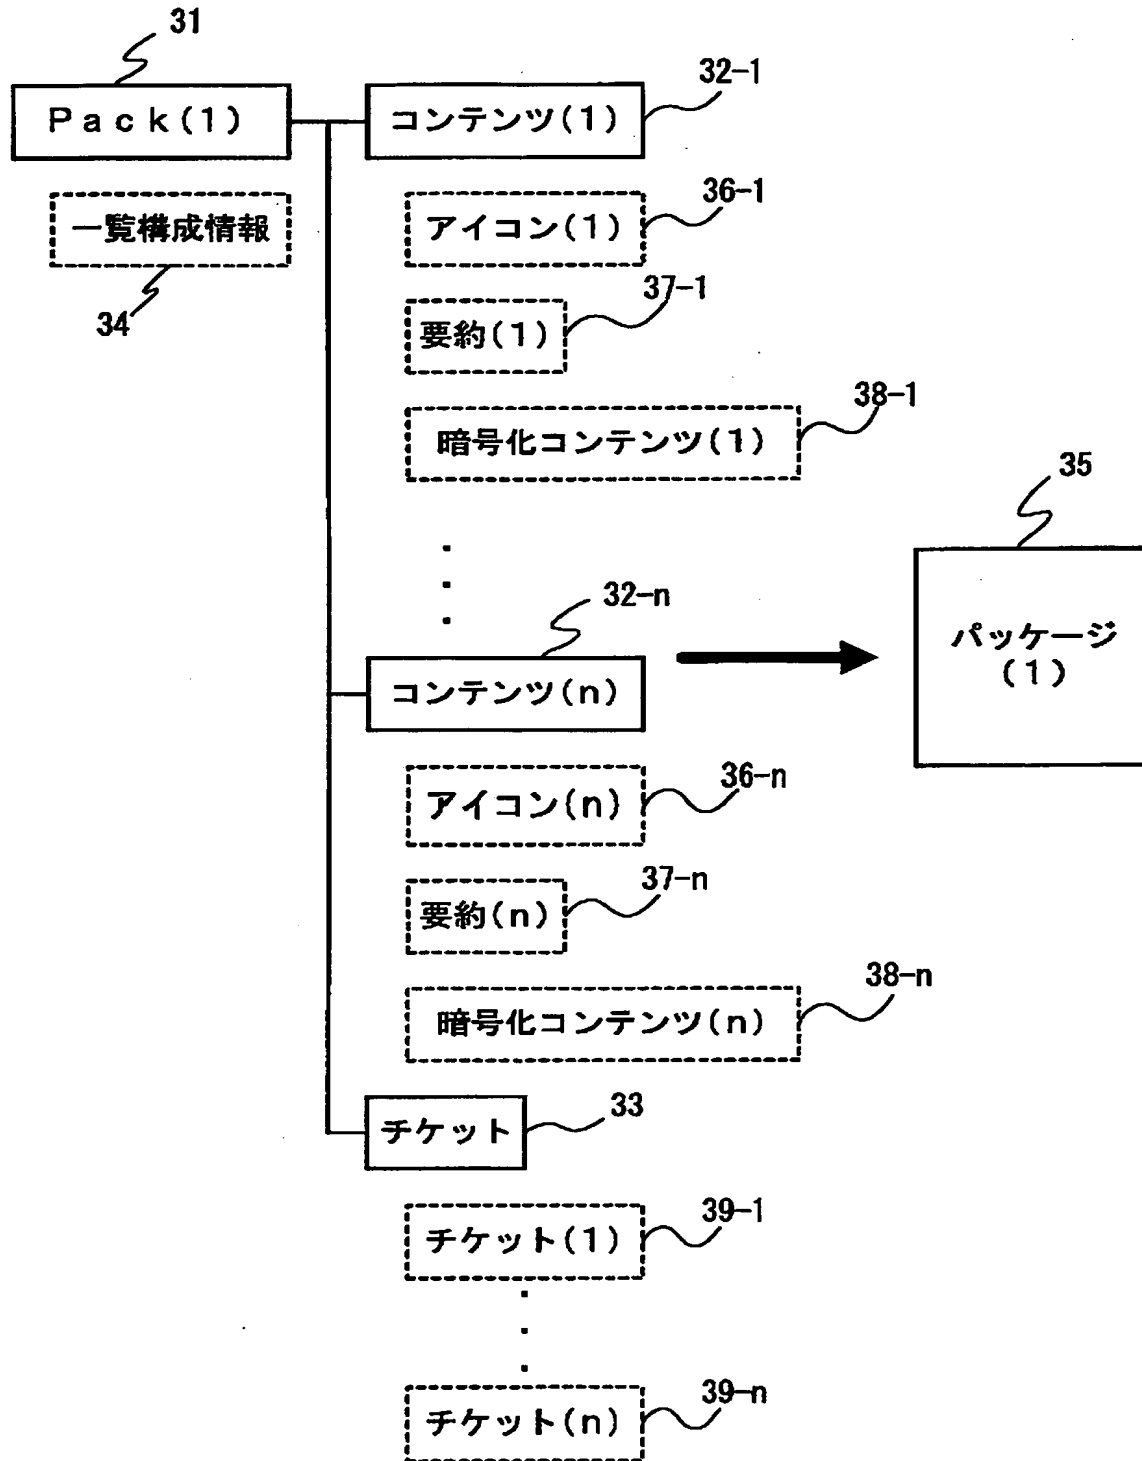 31
Ｐａｃｋ(１)
一覧構成情報
34
コンテンツ(１)
32-1
アイコン(１)
36-1
要約(１)
37-1
暗号化コンテンツ(１)
38-1
コンテンツ(ｎ)
32-n
アイコン(ｎ)
36-n
要約(ｎ)
37-n
暗号化コンテンツ(ｎ)
38-n
チケット
33
チケット(１)
39-1
チケット(ｎ)
39-n
35
パッケージ
(１)